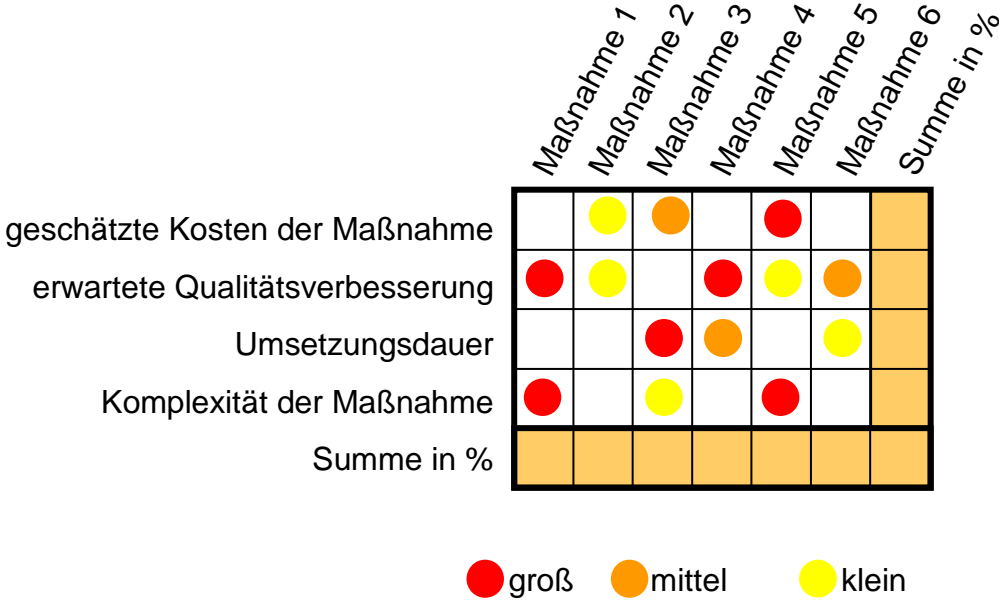 Maßnahme 1
Maßnahme 2
Maßnahme 3
Maßnahme 4
Maßnahme 5
Maßnahme 6
Summe in %
geschätzte Kosten der Maßnahme
erwartete Qualitätsverbesserung
Umsetzungsdauer
Komplexität der Maßnahme
Summe in %
groß mittel klein